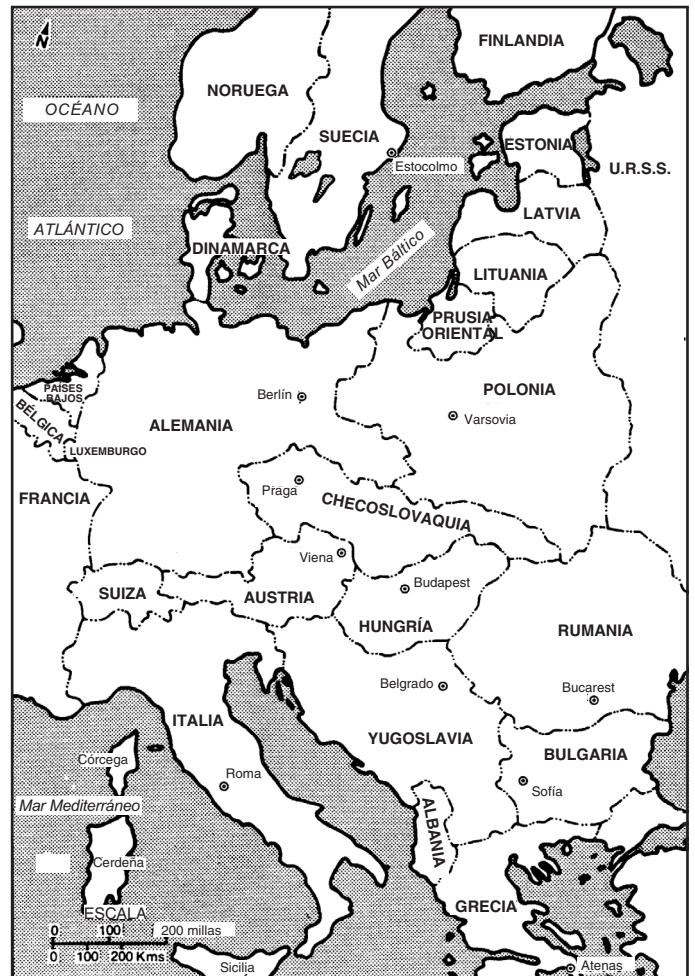 N
FINLANDIA
NORUEGA
OCÉANO
SUECIA
ESTONIA
Estocolmo
U.R.S.S.
LATVIA
ATLÁNTICO
DINAMARCA
Mar Báltico
LITUANIA
PRUSIA
ORIENTAL
PAÍSES
BAJOS
Berlín
POLONIA
BÉLGICA
ALEMANIA
Varsovia
LUXEMBURGO
FRANCIA
Praga
CHECOSLOVAQUIA
Viena
SUIZA
AUSTRIA
Budapest
HUNGRÍA
RUMANIA
Belgrado
Bucarest
ITALIA
YUGOSLAVIA
BULGARIA
Córcega
Roma
Sofía
Mar Mediterráneo
ALBANIA
Cerdeña
GRECIA
ESCALA
0 100 200 millas
0 100 200 Kms
Sicilia
Atenas